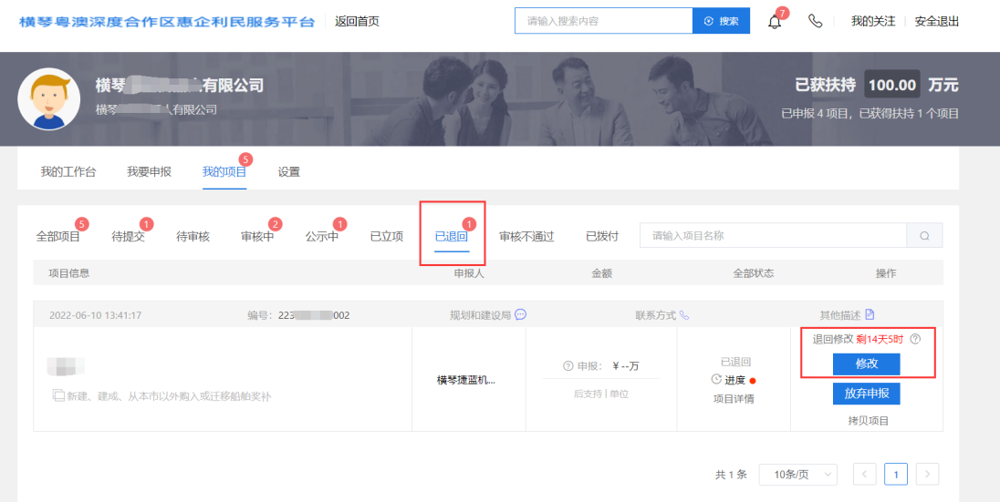 横琴粤澳深度合作区惠企利民服务平台 返回首页 请输入搜索内容 搜索 7 我的关注 安全退出
横琴 有限公司 已获扶持 100.00 万元
横琴 人有限公司 已申报 4 项目，已获得扶持 1 个项目
我的工作台 我要申报 我的项目 5 设置
全部项目 5 待提交 1 待审核 审核中 2 公示中 1 已立项 已退回 1 审核不通过 已拨付 请输入项目名称
项目信息 申报人 金额 全部状态 操作
2022-06-10 13:41:17 编号：223 002 规划和建设局 联系方式 其他描述
退回修改 剩14天5时
修改
新建、建成、从本市以外购入或迁移船舶奖补
横琴捷蓝机...
申报： ¥ --万
后支持 | 单位
已退回
进度
项目详情
放弃申报
拷贝项目
共 1 条 10条/页 1